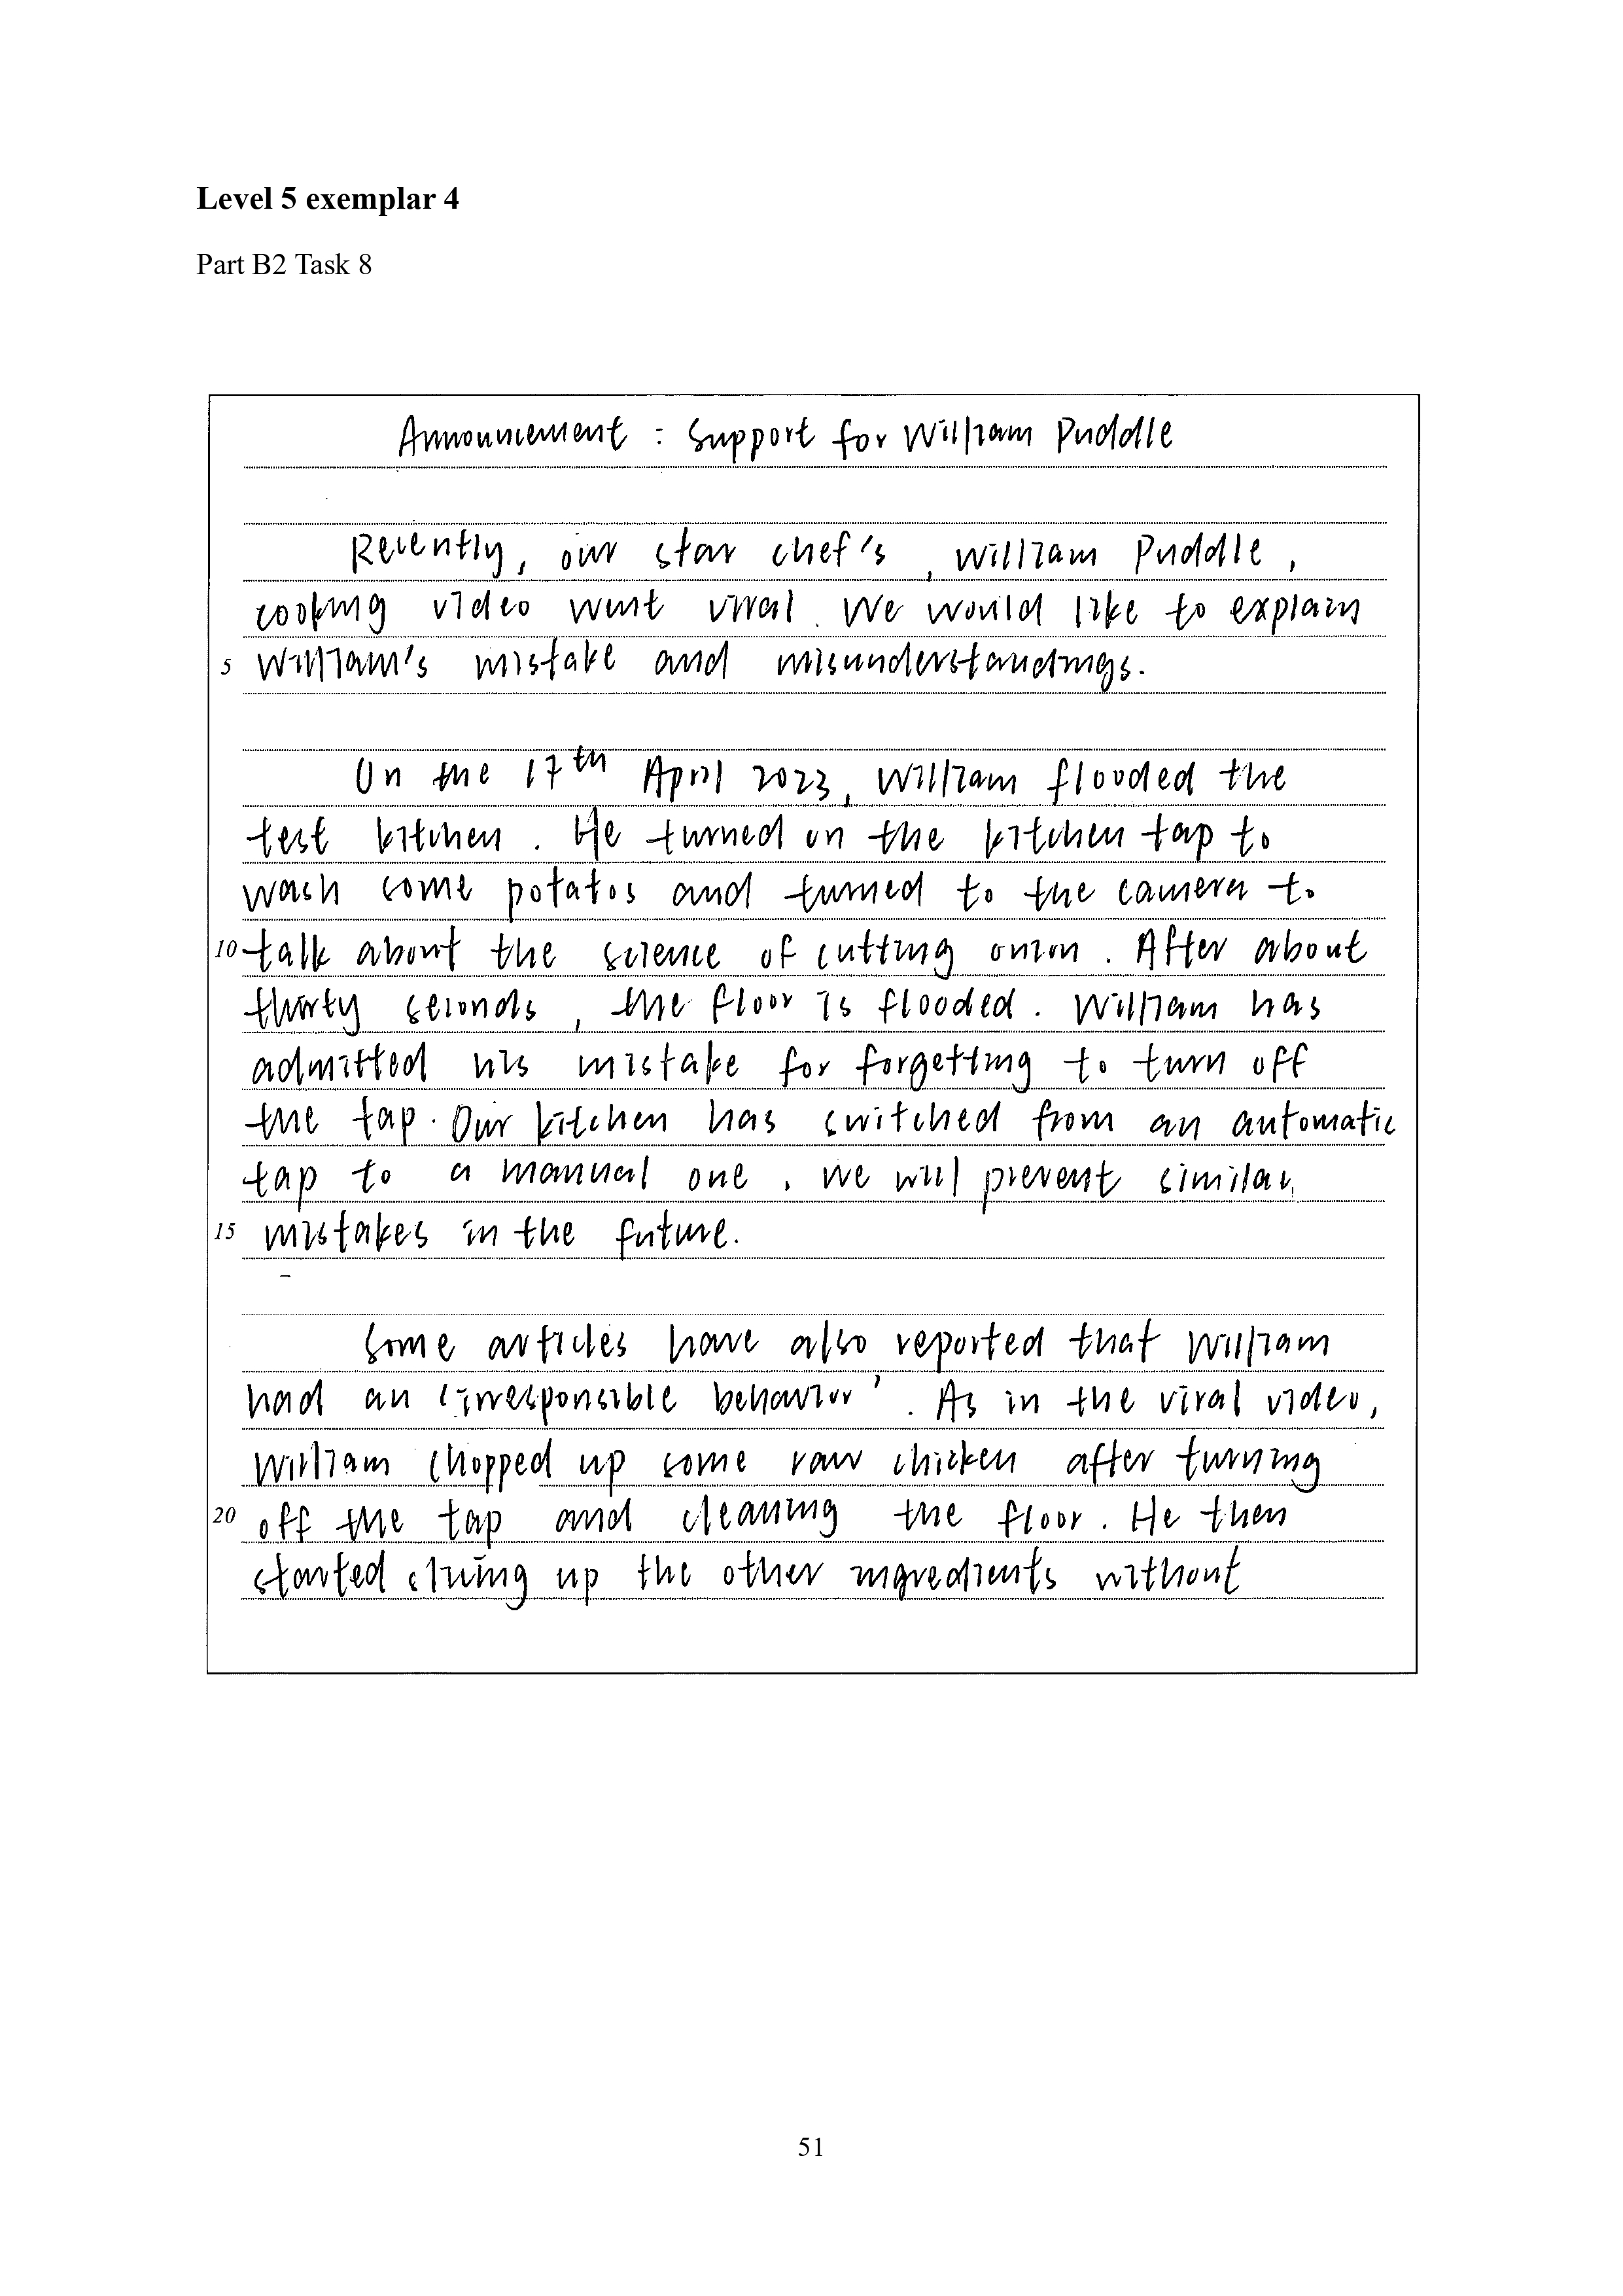 Level 5 exemplar 4
Part B2 Task 8
Announcement : Support for William Puddle
Recently, our star chef's , William Puddle ,
cooking video went viral. We would like to explain
5 William's mistake and misunderstandings.
On the 17th April 2023, William flooded the
test kitchen. He turned on the kitchen tap to
wash some potatos and turned to the camera to
10 talk about the science of cutting onion. After about
thirty seconds, the floor is flooded. William has
admitted his mistake for forgetting to turn off
the tap. Our kitchen has switched from an automatic
tap to a manual one. We will prevent similar
15 mistakes in the future.
Some articles have also reported that William
had an 'irresponsible behavior'. As in the viral video,
William chopped up some raw chicken after turning
20 off the tap and cleaning the floor. He then
started slicing up the other ingredients without
51